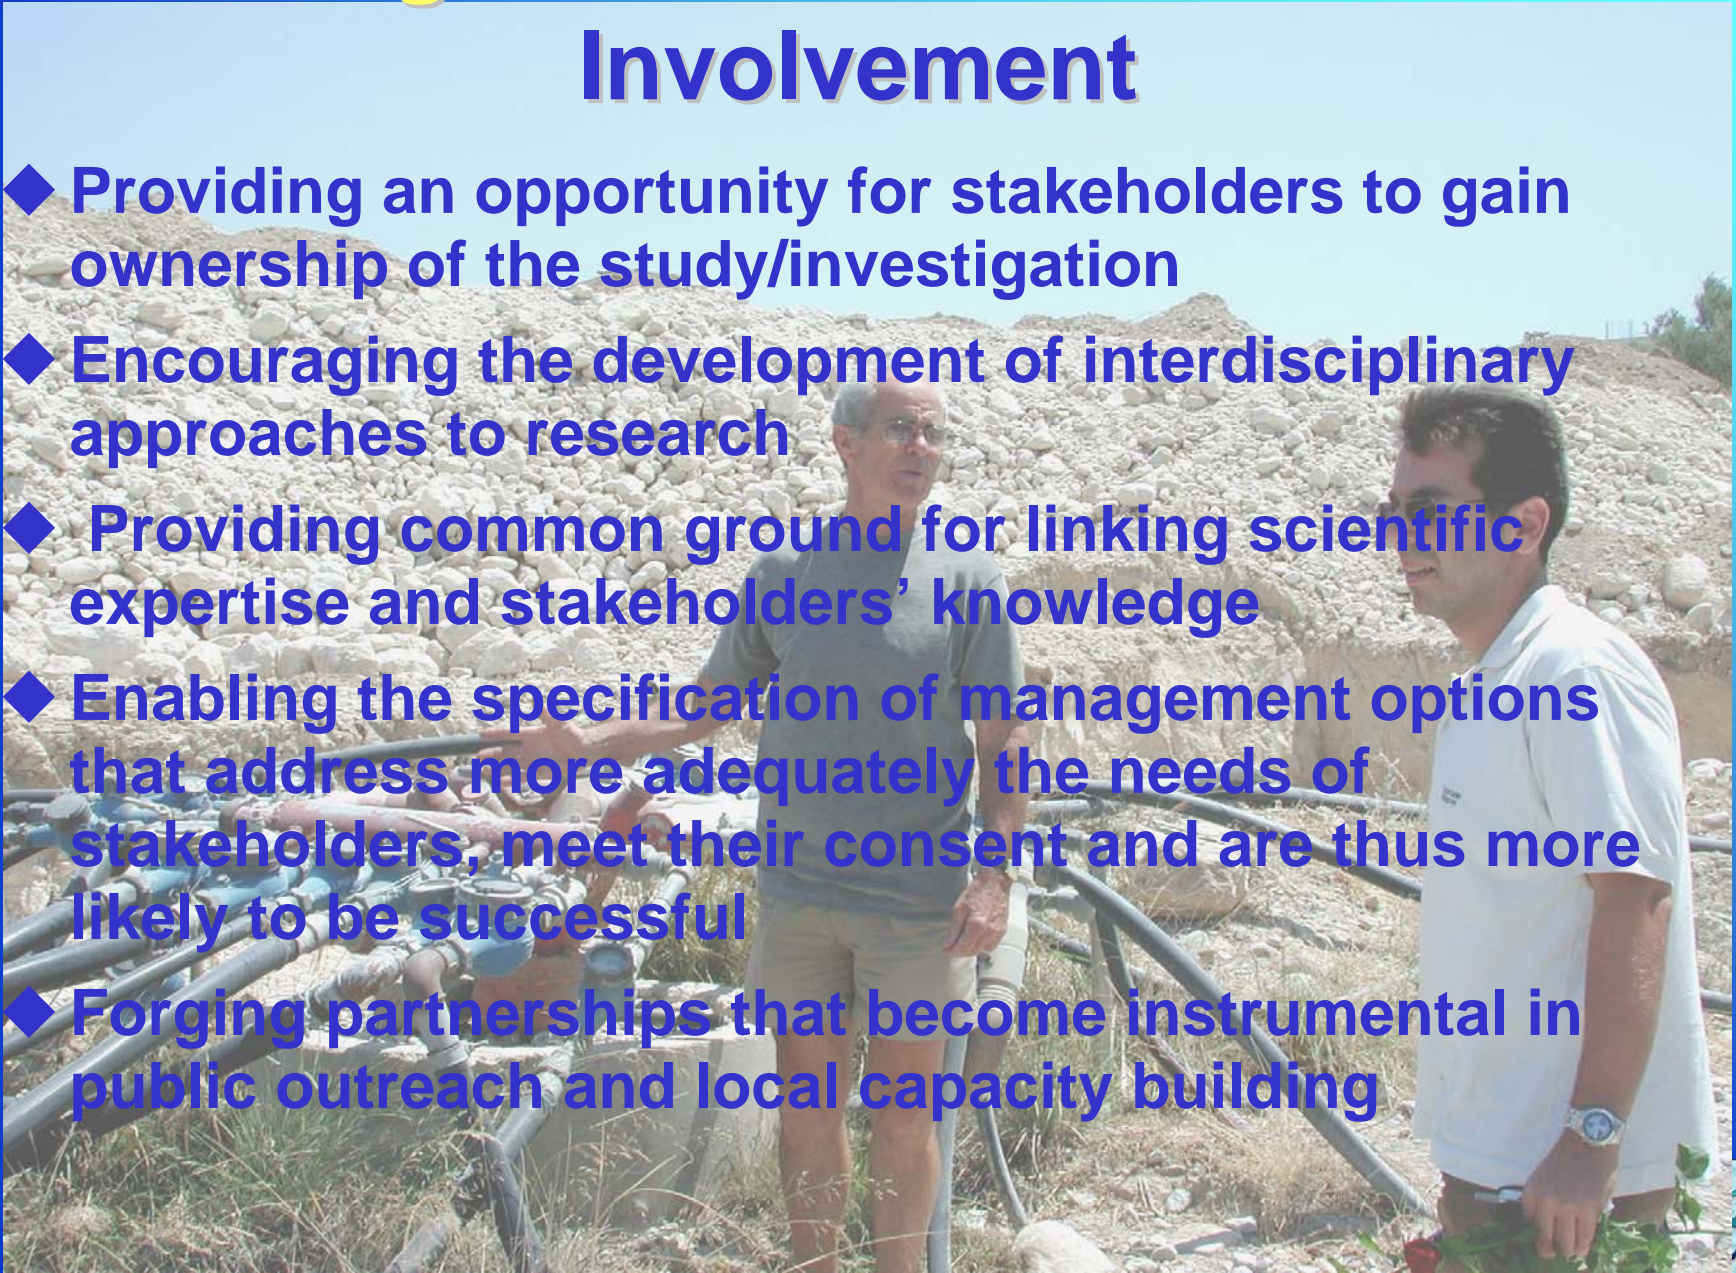 Involvement
◆ Providing an opportunity for stakeholders to gain
ownership of the study/investigation
◆ Encouraging the development of interdisciplinary
approaches to research
◆ Providing common ground for linking scientific
expertise and stakeholders’ knowledge
◆ Enabling the specification of management options
that address more adequately the needs of
stakeholders, meet their consent and are thus more
likely to be successful
◆ Forging partnerships that become instrumental in
public outreach and local capacity building